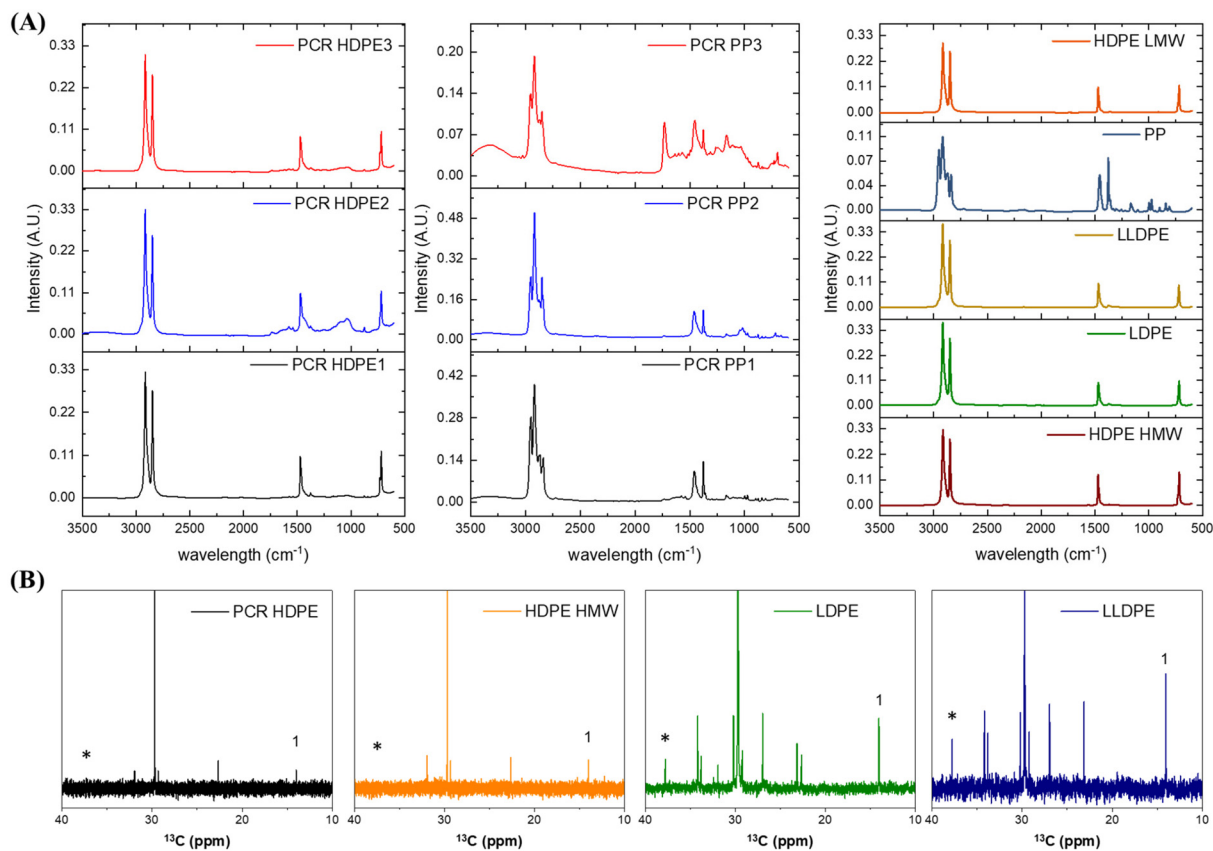 (A)
PCR HDPE3
0.33
0.22
0.11
0.00
PCR HDPE2
0.33
0.22
0.11
0.00
PCR HDPE1
0.33
0.22
0.11
0.00
Intensity (A.U.)
3500 3000 2500 2000 1500 1000 500
wavelength (cm-1)
PCR PP3
0.20
0.13
0.07
0.00
PCR PP2
0.48
0.32
0.16
0.00
PCR PP1
0.42
0.28
0.14
0.00
Intensity (A.U.)
3500 3000 2500 2000 1500 1000 500
wavelength (cm-1)
HDPE LMW
0.33
0.22
0.11
0.00
PP
0.11
0.07
0.04
0.00
LLDPE
0.33
0.22
0.11
0.00
LDPE
0.33
0.22
0.11
0.00
HDPE HMW
0.33
0.22
0.11
0.00
Intensity (A.U.)
3500 3000 2500 2000 1500 1000 500
wavelength (cm-1)
(B)
PCR HDPE
* 1
40 30 20 10
13C (ppm)
HDPE HMW
* 1
40 30 20 10
13C (ppm)
LDPE
* 1
40 30 20 10
13C (ppm)
LLDPE
* 1
40 30 20 10
13C (ppm)